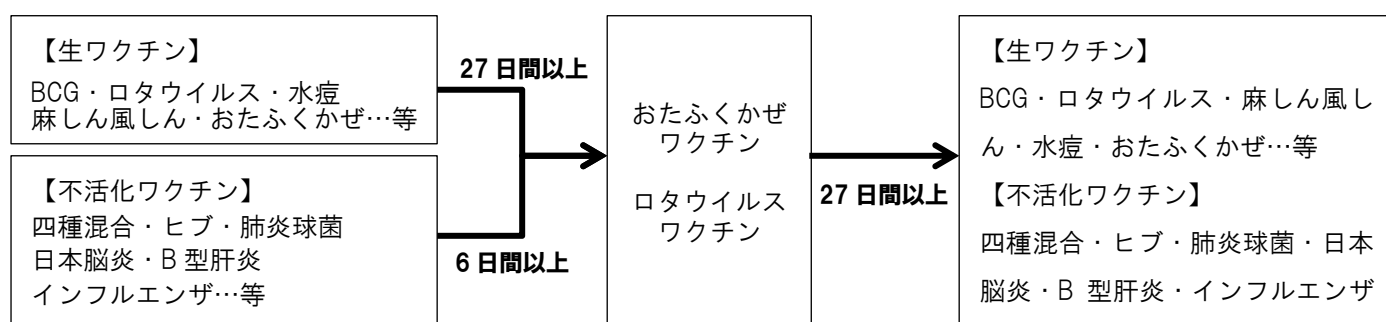 【生ワクチン】
BCG・ロタウイルス・水痘
麻しん風しん・おたふくかぜ…等
【不活化ワクチン】
四種混合・ヒブ・肺炎球菌
日本脳炎・B型肝炎
インフルエンザ…等
27日間以上
6日間以上
おたふくかぜ
ワクチン
ロタウイルス
ワクチン
27日間以上
【生ワクチン】
BCG・ロタウイルス・麻しん風し
ん・水痘・おたふくかぜ…等
【不活化ワクチン】
四種混合・ヒブ・肺炎球菌・日本
脳炎・B 型肝炎・インフルエンザ